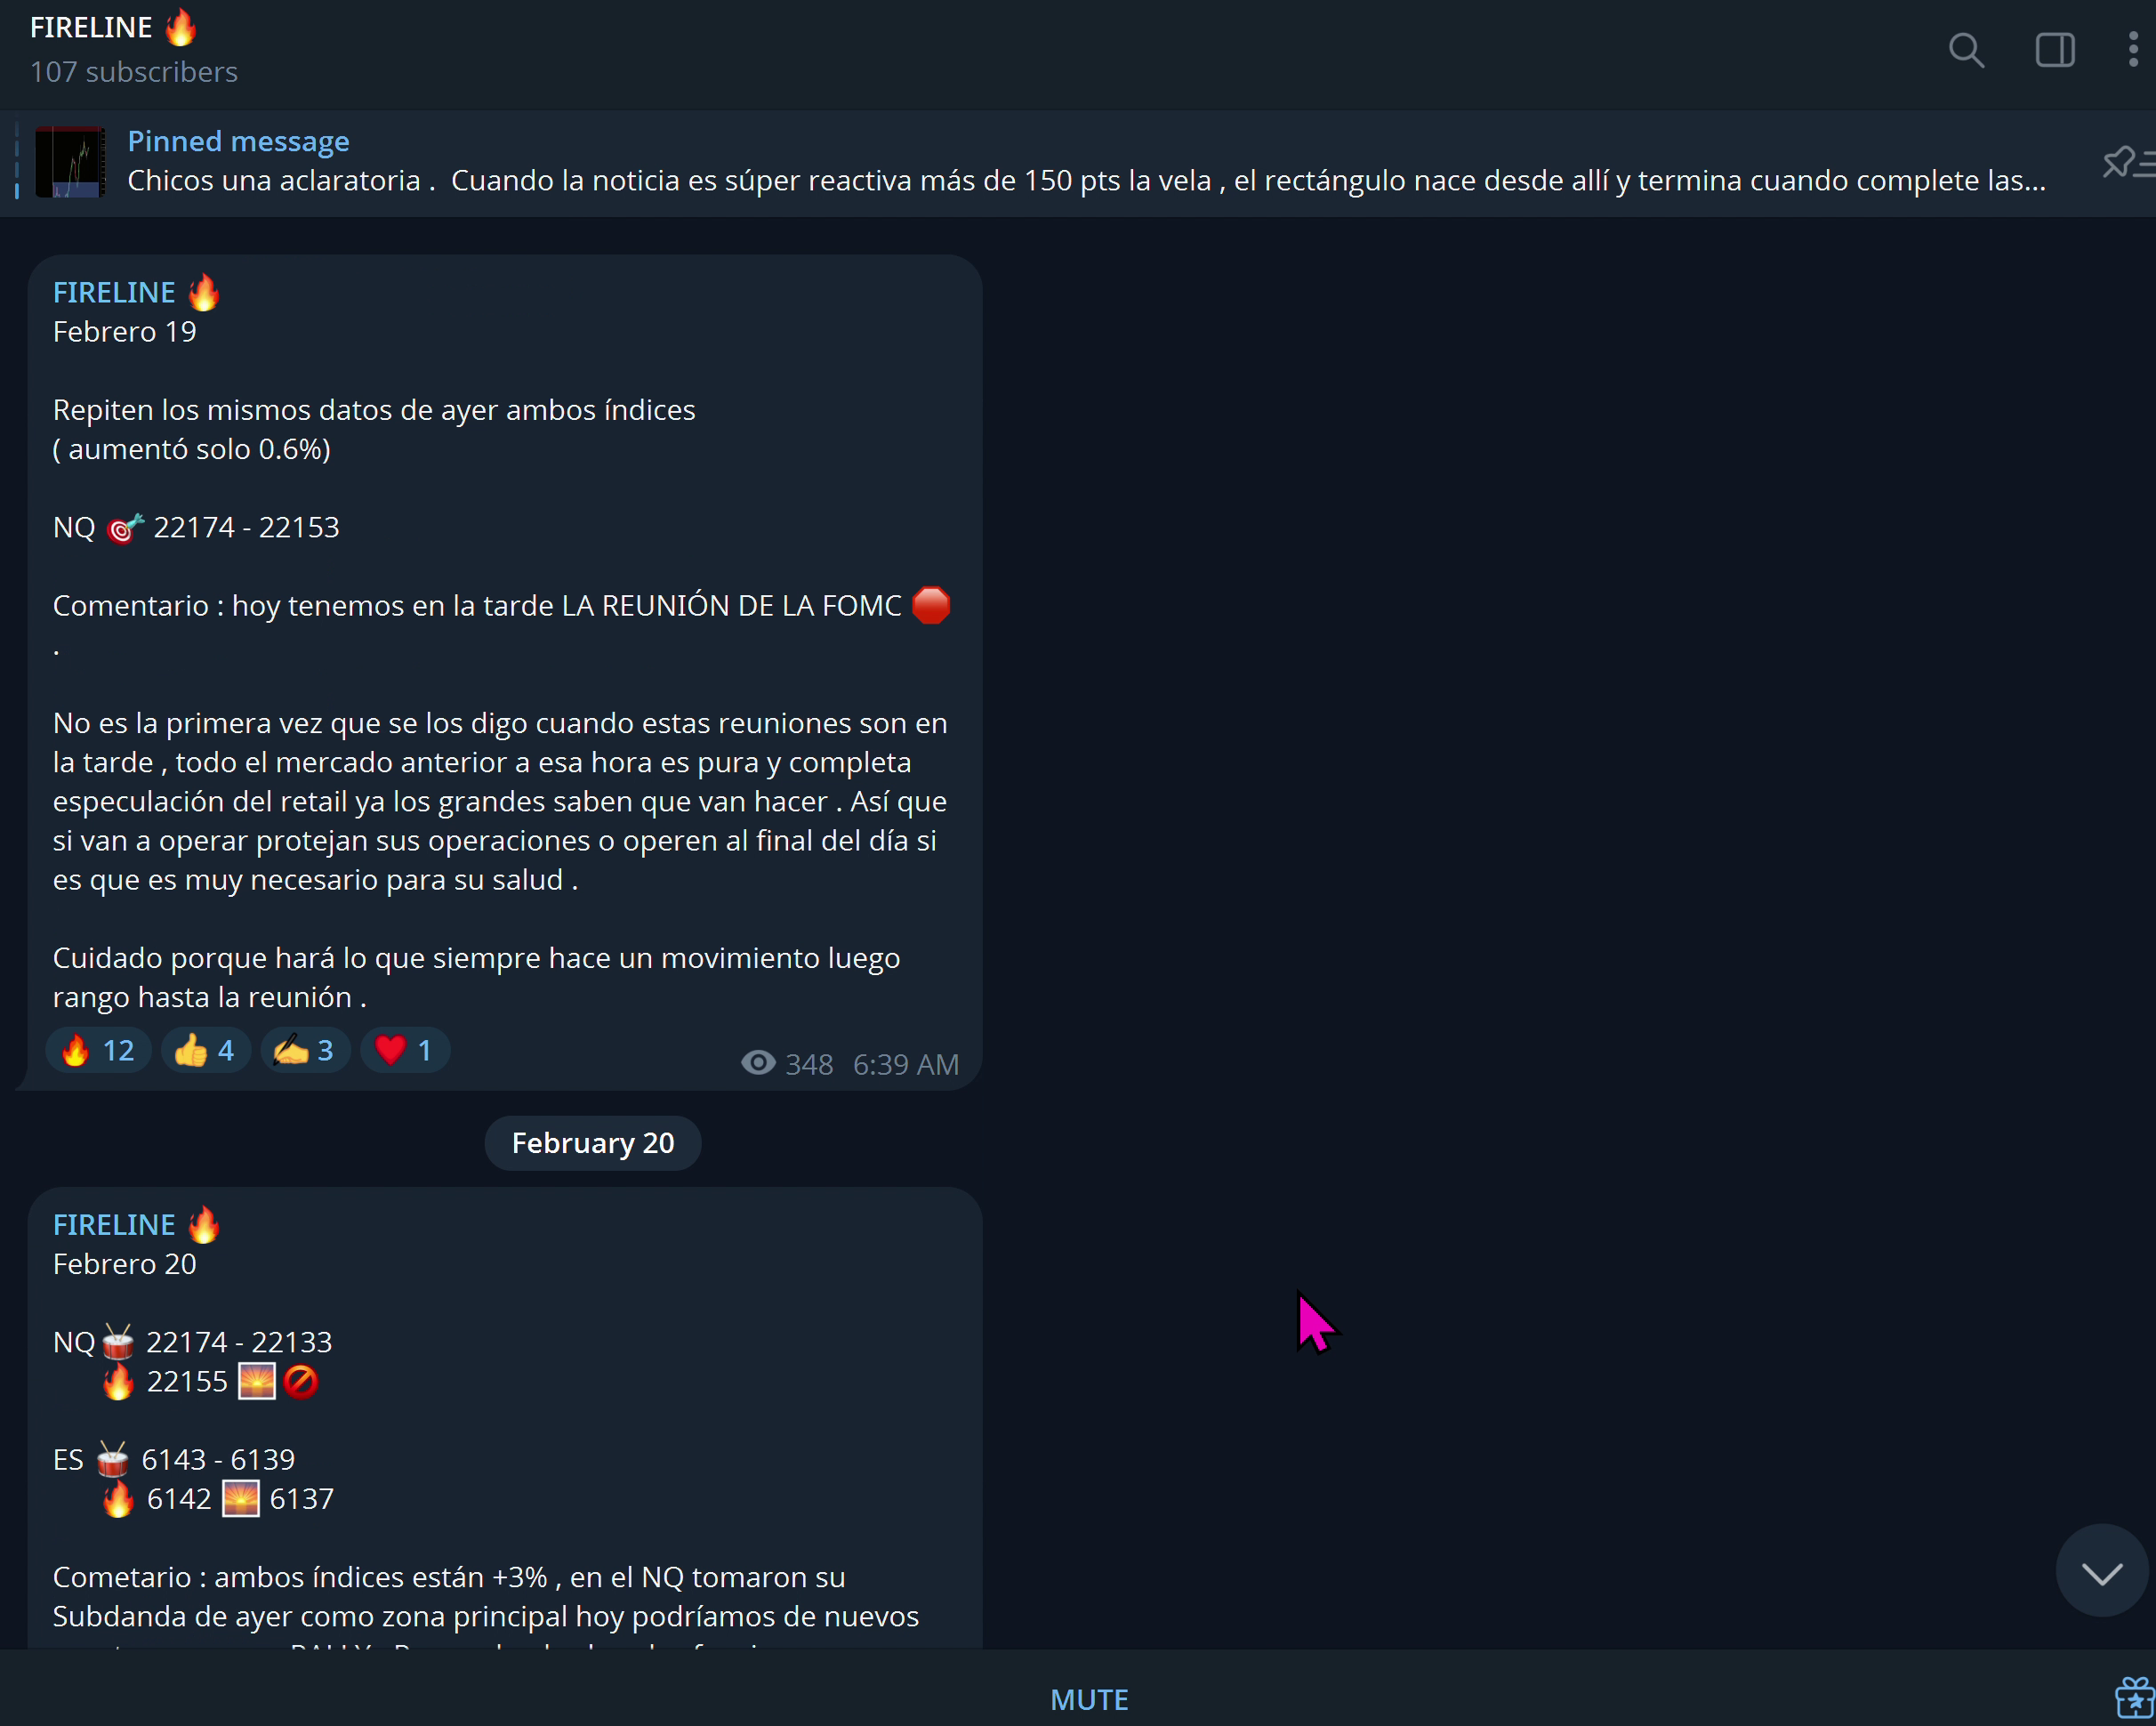 FIRELINE 🔥
107 subscribers
Pinned message
Chicos una aclaratoria .  Cuando la noticia es súper reactiva más de 150 pts la vela , el rectángulo nace desde allí y termina cuando complete las...
FIRELINE 🔥
Febrero 19
Repiten los mismos datos de ayer ambos índices
( aumentó solo 0.6%)
NQ 🎯 22174 - 22153
Comentario : hoy tenemos en la tarde LA REUNIÓN DE LA FOMC 🛑
.
No es la primera vez que se los digo cuando estas reuniones son en
la tarde , todo el mercado anterior a esa hora es pura y completa
especulación del retail ya los grandes saben que van hacer . Así que
si van a operar protejan sus operaciones o operen al final del día si
es que es muy necesario para su salud .
Cuidado porque hará lo que siempre hace un movimiento luego
rango hasta la reunión .
🔥 12 👍 4 ✍️ 3 ❤️ 1
348 6:39 AM
February 20
FIRELINE 🔥
Febrero 20
NQ🥁 22174 - 22133
🔥 22155 🌅🚫
ES 🥁 6143 - 6139
🔥 6142 🌅 6137
Cometario : ambos índices están +3% , en el NQ tomaron su
Subdanda de ayer como zona principal hoy podríamos de nuevos
MUTE